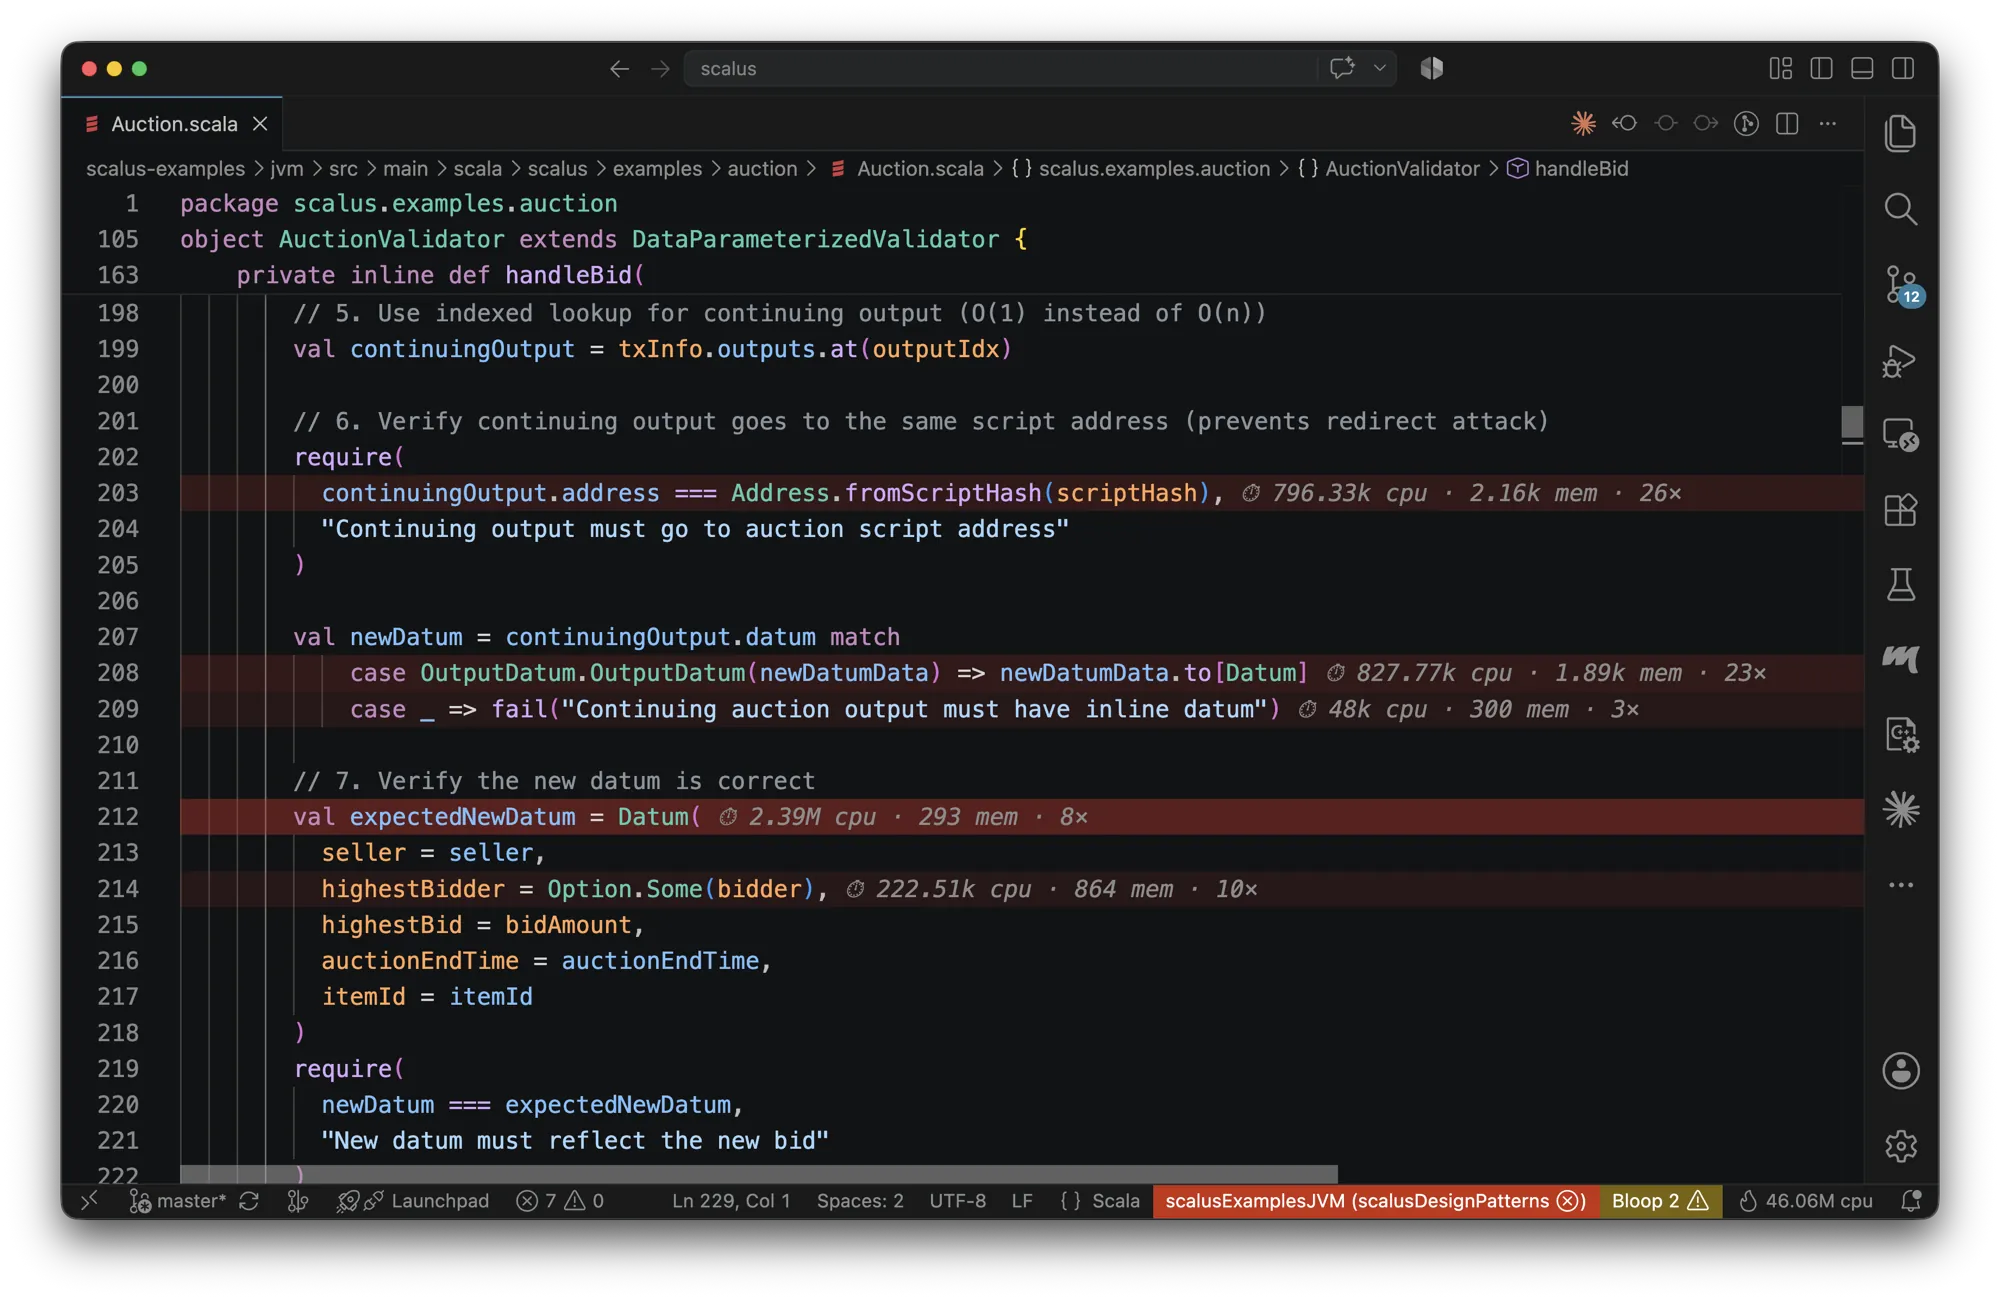 scalus
Auction.scala
scalus-examples > jvm > src > main > scala > scalus > examples > auction > Auction.scala > {} scalus.examples.auction > {} AuctionValidator > handleBid
1 package scalus.examples.auction
105 object AuctionValidator extends DataParameterizedValidator {
163 private inline def handleBid(
198 // 5. Use indexed lookup for continuing output (O(1) instead of O(n))
199 val continuingOutput = txInfo.outputs.at(outputIdx)
200
201 // 6. Verify continuing output goes to the same script address (prevents redirect attack)
202 require(
203 continuingOutput.address === Address.fromScriptHash(scriptHash), ⏱ 796.33k cpu · 2.16k mem · 26×
204 "Continuing output must go to auction script address"
205 )
206
207 val newDatum = continuingOutput.datum match
208 case OutputDatum.OutputDatum(newDatumData) => newDatumData.to[Datum] ⏱ 827.77k cpu · 1.89k mem · 23×
209 case _ => fail("Continuing auction output must have inline datum") ⏱ 48k cpu · 300 mem · 3×
210
211 // 7. Verify the new datum is correct
212 val expectedNewDatum = Datum( ⏱ 2.39M cpu · 293 mem · 8×
213 seller = seller,
214 highestBidder = Option.Some(bidder), ⏱ 222.51k cpu · 864 mem · 10×
215 highestBid = bidAmount,
216 auctionEndTime = auctionEndTime,
217 itemId = itemId
218 )
219 require(
220 newDatum === expectedNewDatum,
221 "New datum must reflect the new bid"
222 )
12
master* Launchpad 7 0 Ln 229, Col 1 Spaces: 2 UTF-8 LF {} Scala scalusExamplesJVM (scalusDesignPatterns ) Bloop 2 46.06M cpu